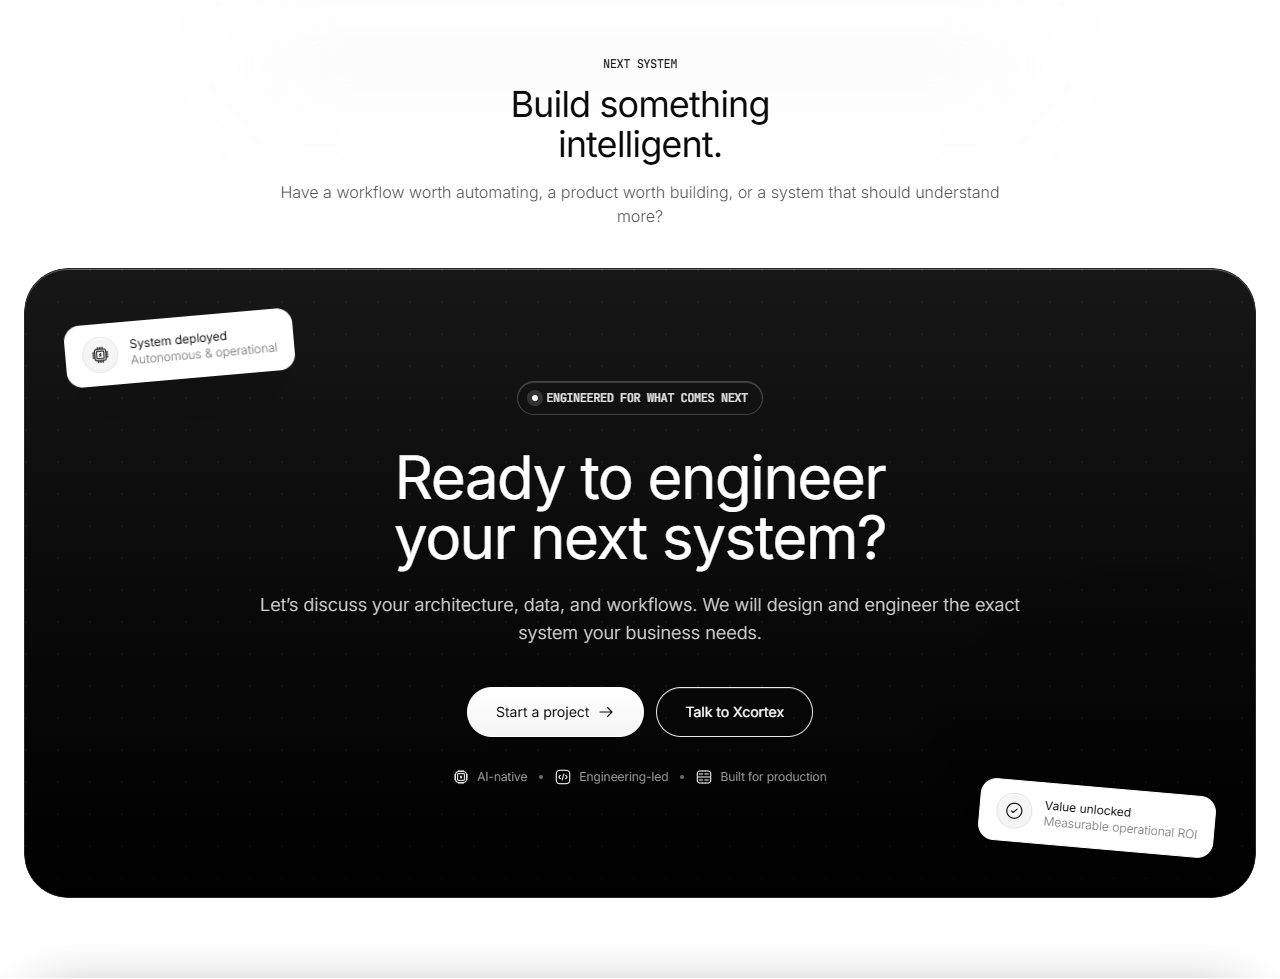 NEXT SYSTEM
Build something
intelligent.
Have a workflow worth automating, a product worth building, or a system that should understand
more?
System deployed
Autonomous & operational
ENGINEERED FOR WHAT COMES NEXT
Ready to engineer
your next system?
Let’s discuss your architecture, data, and workflows. We will design and engineer the exact
system your business needs.
Start a project →
Talk to Xcortex
AI-native • Engineering-led • Built for production
Value unlocked
Measurable operational ROI